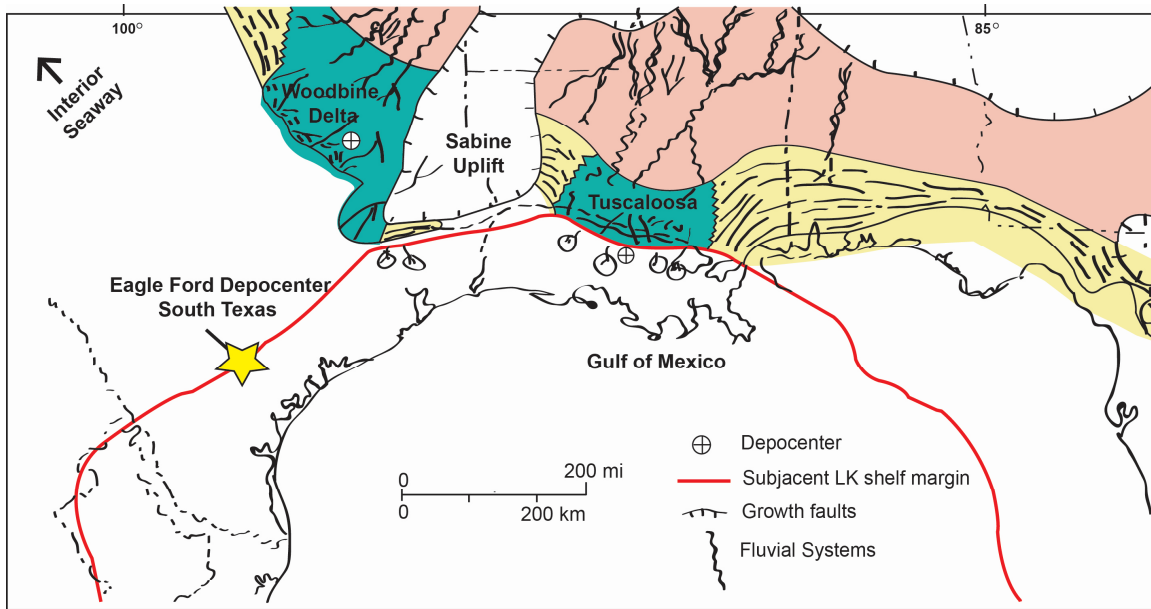 100°
85°
Interior
Seaway
Woodbine
Delta
Sabine
Uplift
Tuscaloosa
Eagle Ford Depocenter
South Texas
Gulf of Mexico
Depocenter
0
200 mi
Subjacent LK shelf margin
0
200 km
Growth faults
Fluvial Systems